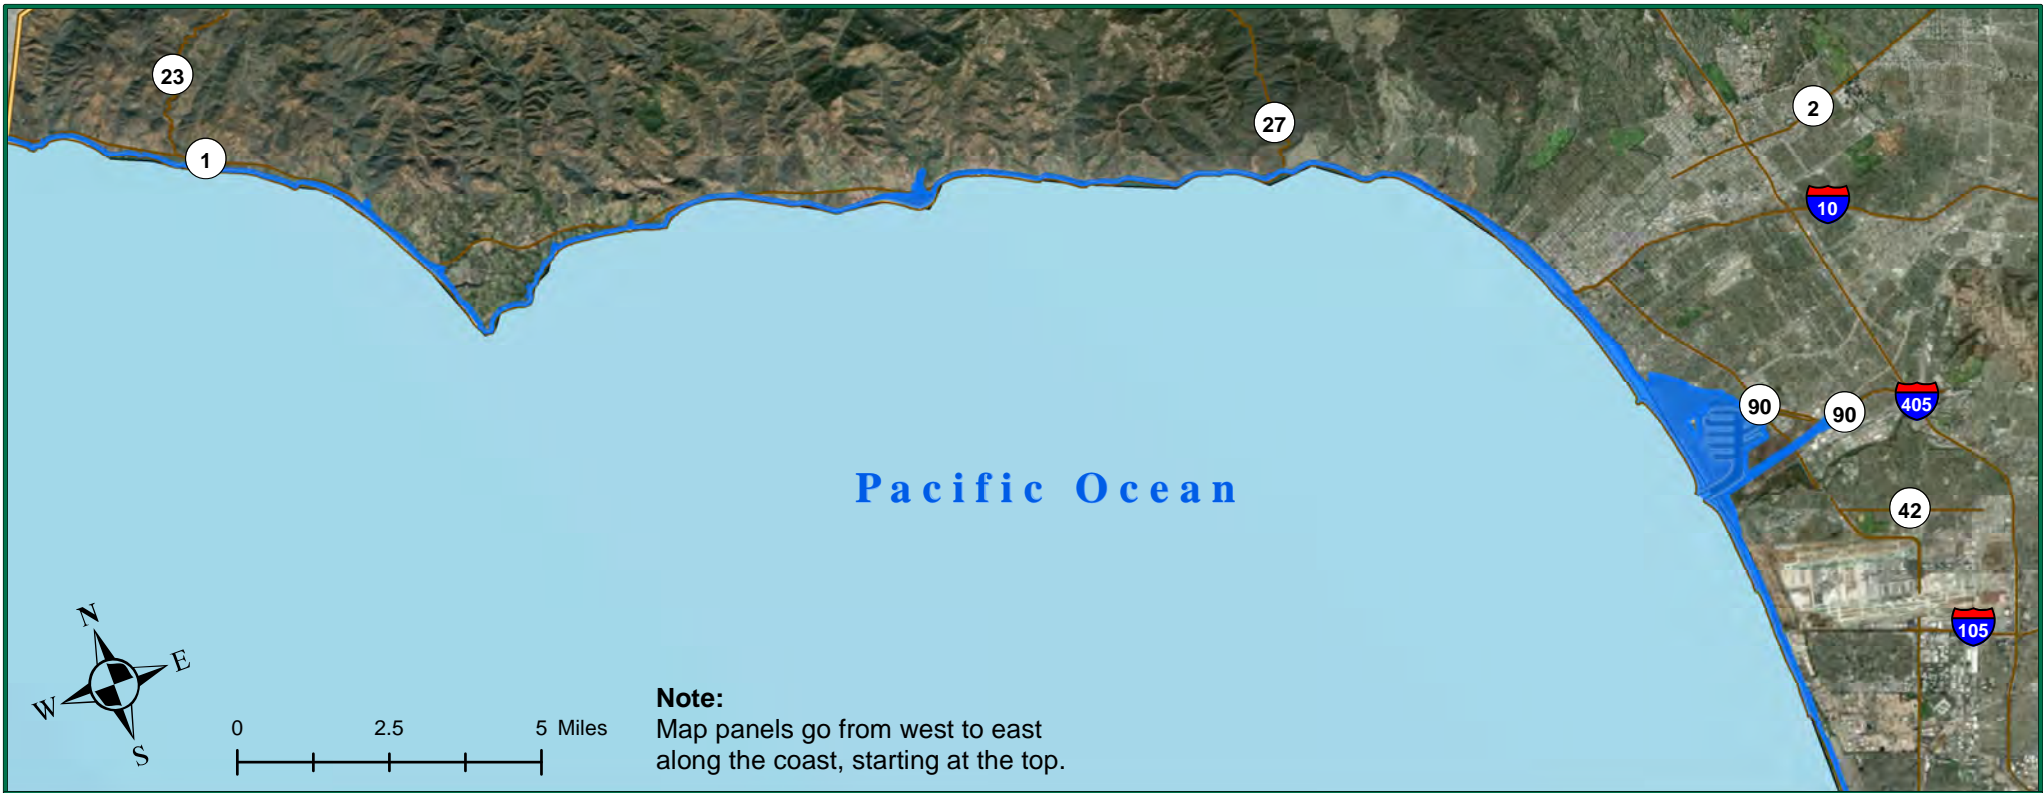 23
1
27
2
10
90
90
405
42
105
Pacific Ocean
N
E
W
S
0 2.5 5 Miles
Note:
Map panels go from west to east
along the coast, starting at the top.